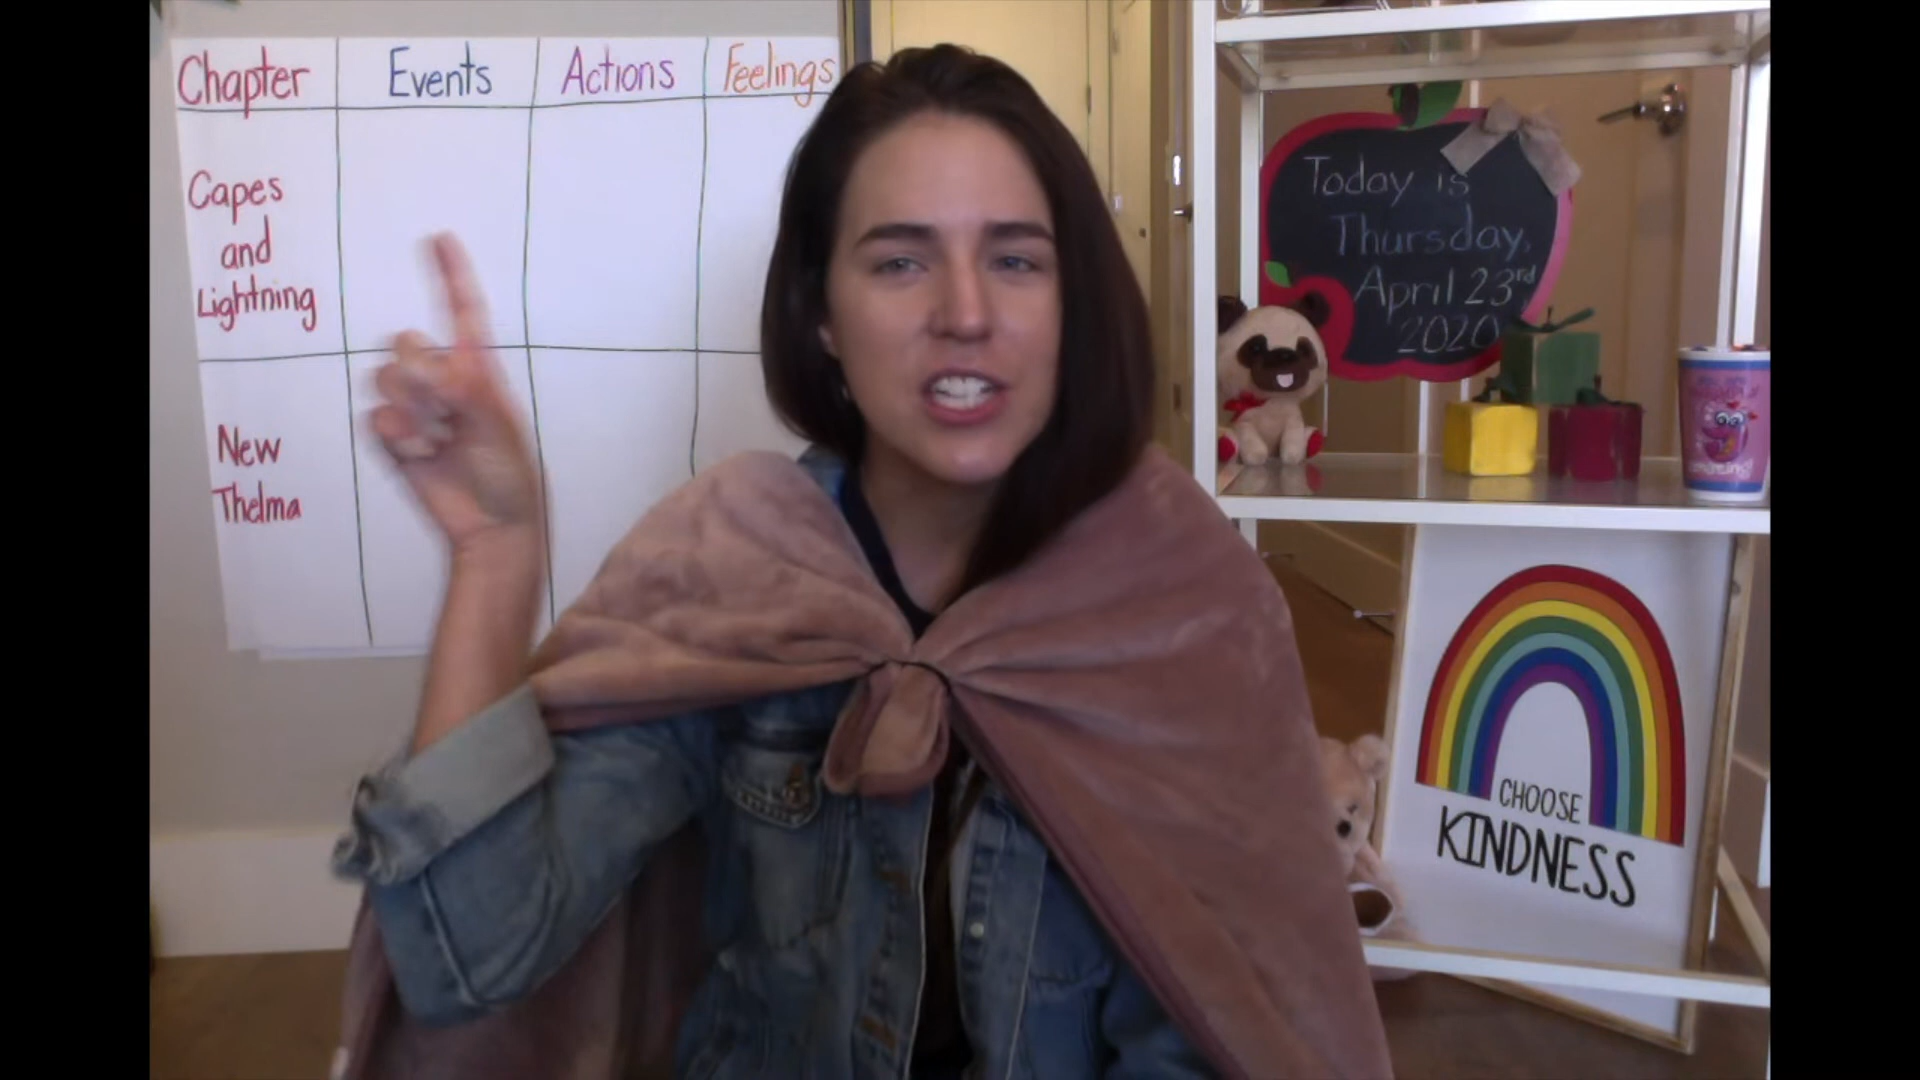 Chapter Events Actions Feelings
Capes
and
Lightning
New
Thelma
Today is
Thursday,
April 23rd
2020
CHOOSE
KINDNESS